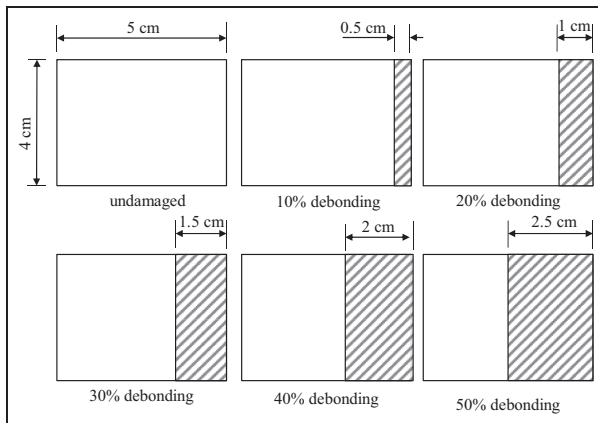 5 cm
0.5 cm
1 cm
4 cm
undamaged
10% debonding
20% debonding
1.5 cm
2 cm
2.5 cm
30% debonding
40% debonding
50% debonding